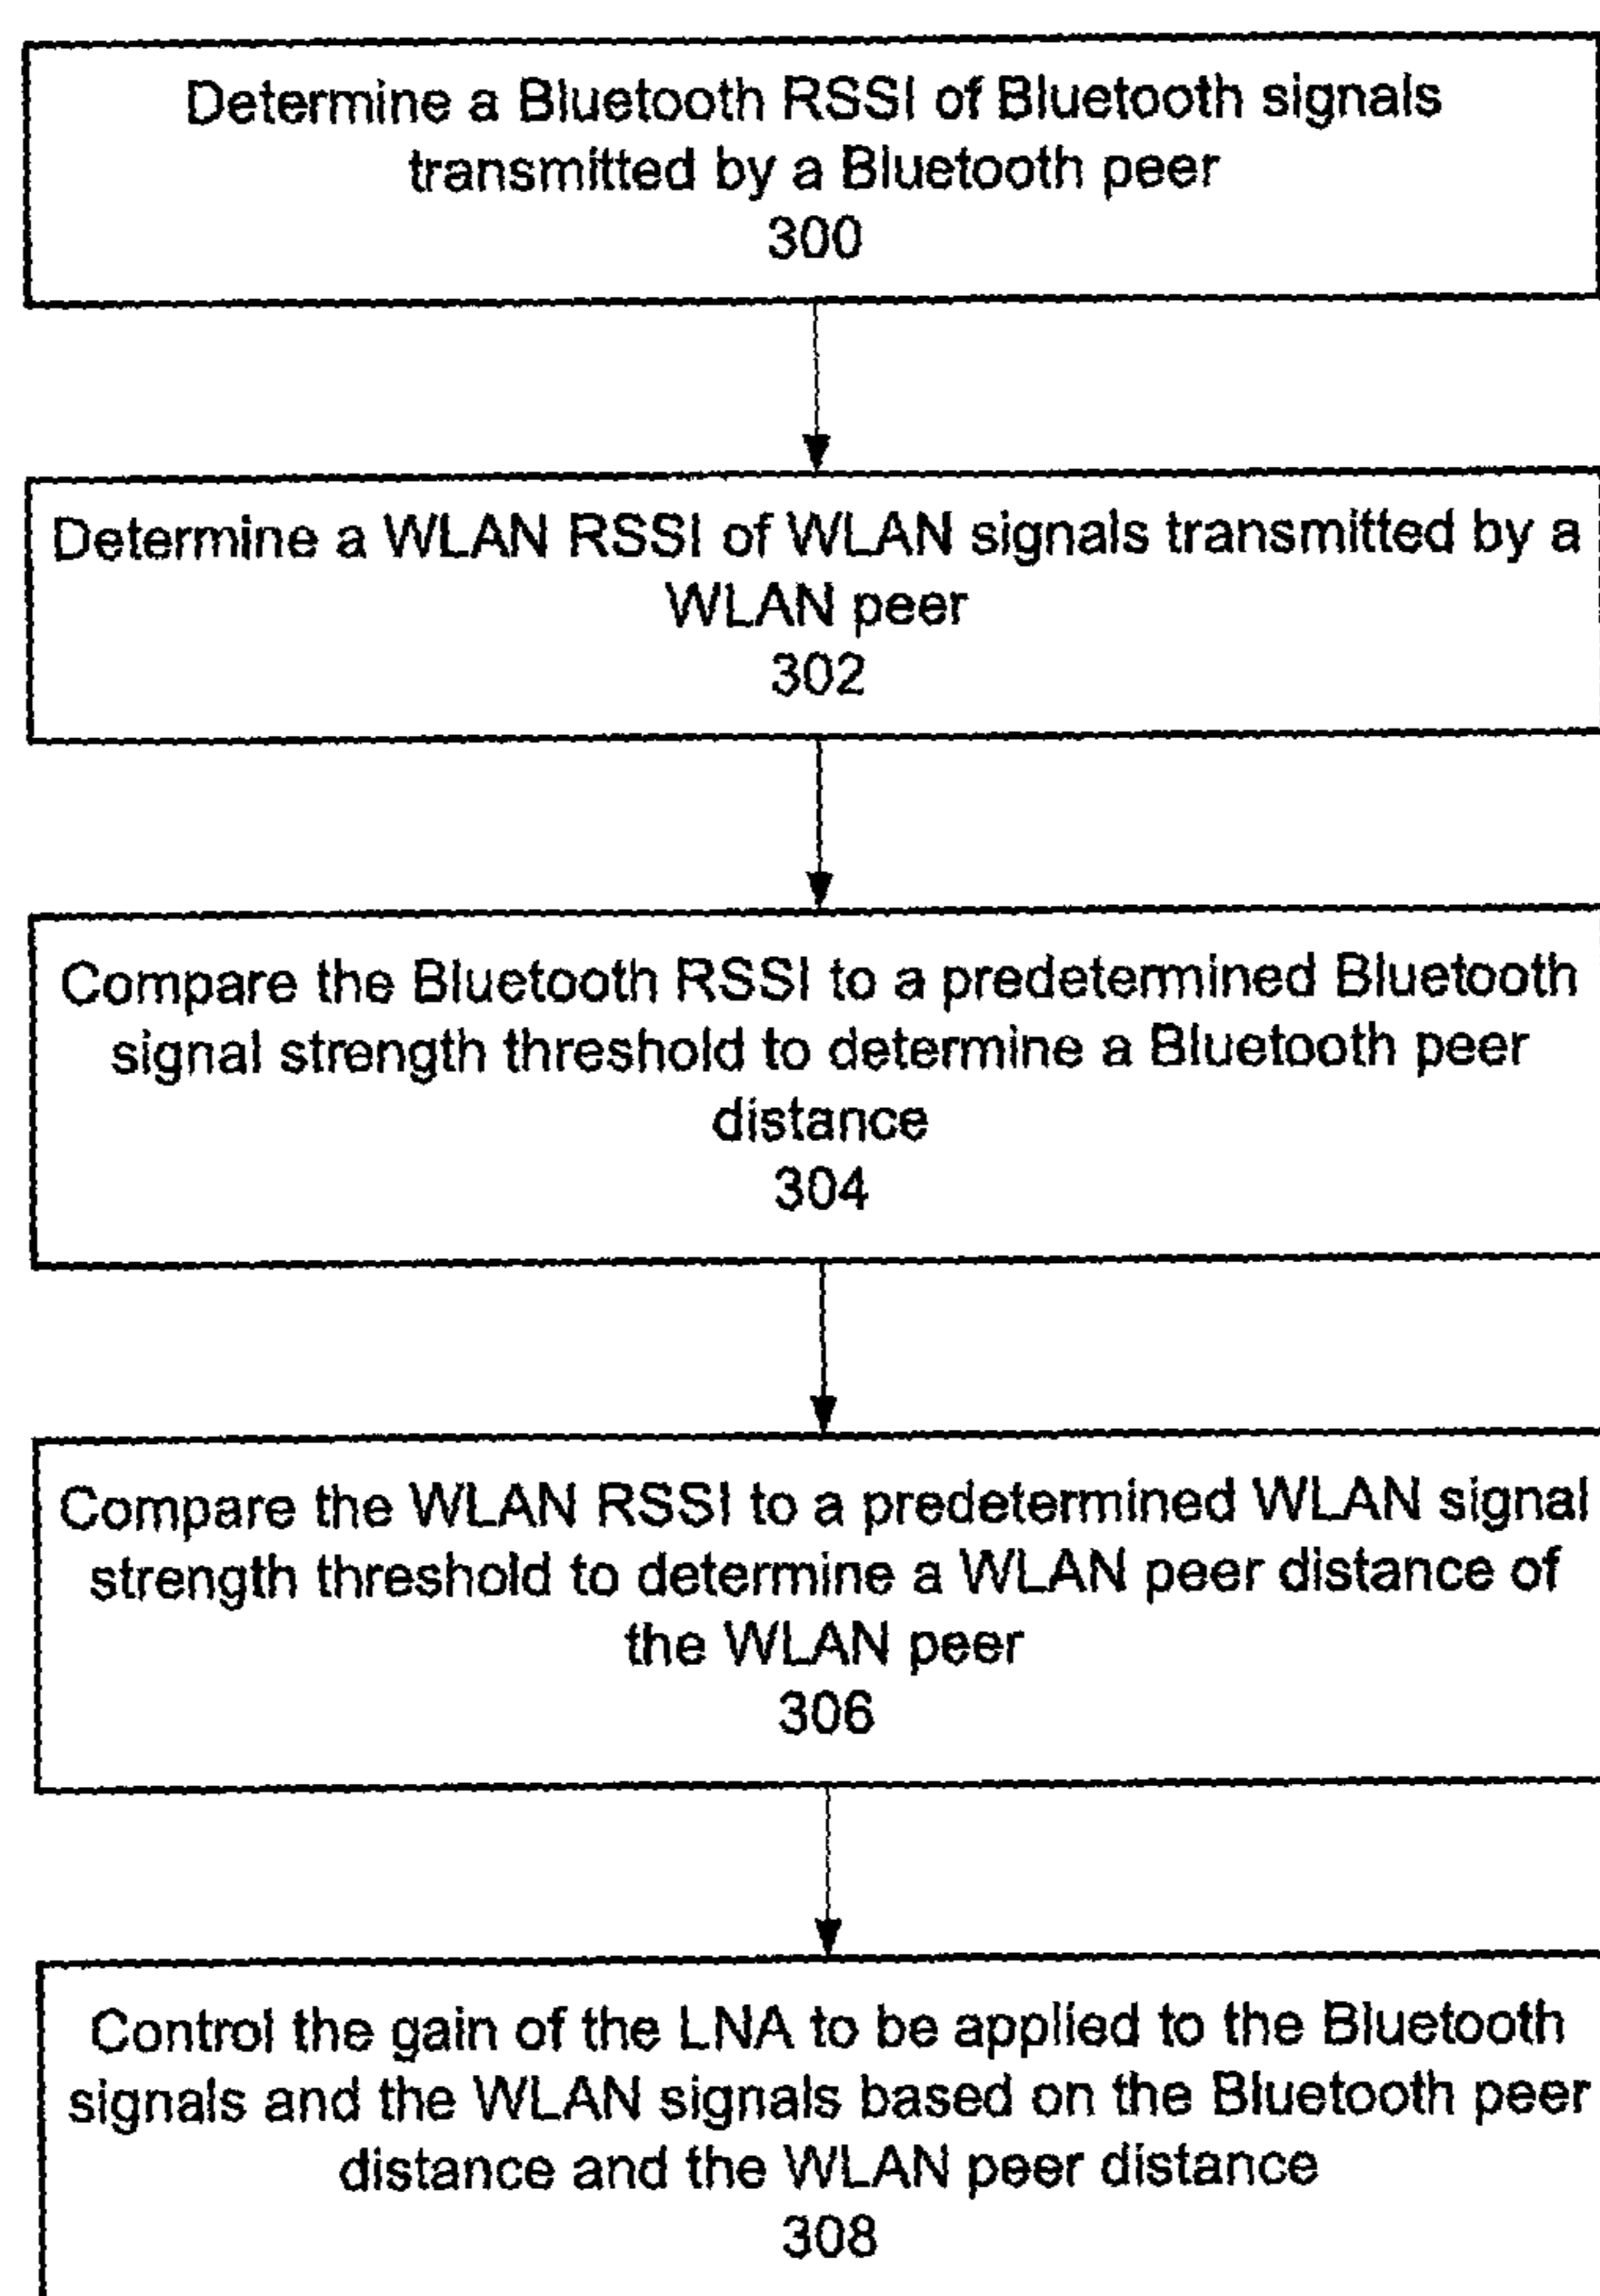 Determine a Bluetooth RSSI of Bluetooth signals
transmitted by a Bluetooth peer
300
Determine a WLAN RSSI of WLAN signals transmitted by a
WLAN peer
302
Compare the Bluetooth RSSI to a predetermined Bluetooth
signal strength threshold to determine a Bluetooth peer
distance
304
Compare the WLAN RSSI to a predetermined WLAN signal
strength threshold to determine a WLAN peer distance of
the WLAN peer
306
Control the gain of the LNA to be applied to the Bluetooth
signals and the WLAN signals based on the Bluetooth peer
distance and the WLAN peer distance
308